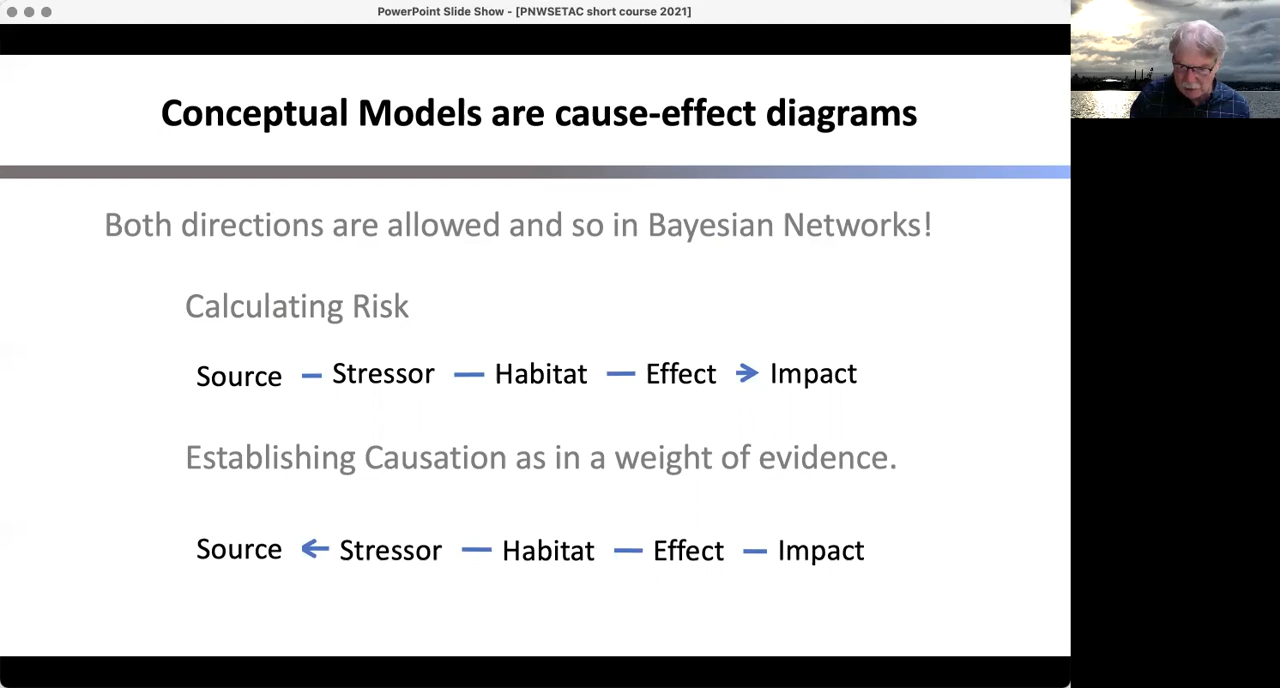 PowerPoint Slide Show - [PNWSETAC short course 2021]
Conceptual Models are cause-effect diagrams
Both directions are allowed and so in Bayesian Networks!
Calculating Risk
Source — Stressor — Habitat — Effect → Impact
Establishing Causation as in a weight of evidence.
Source ← Stressor — Habitat — Effect — Impact